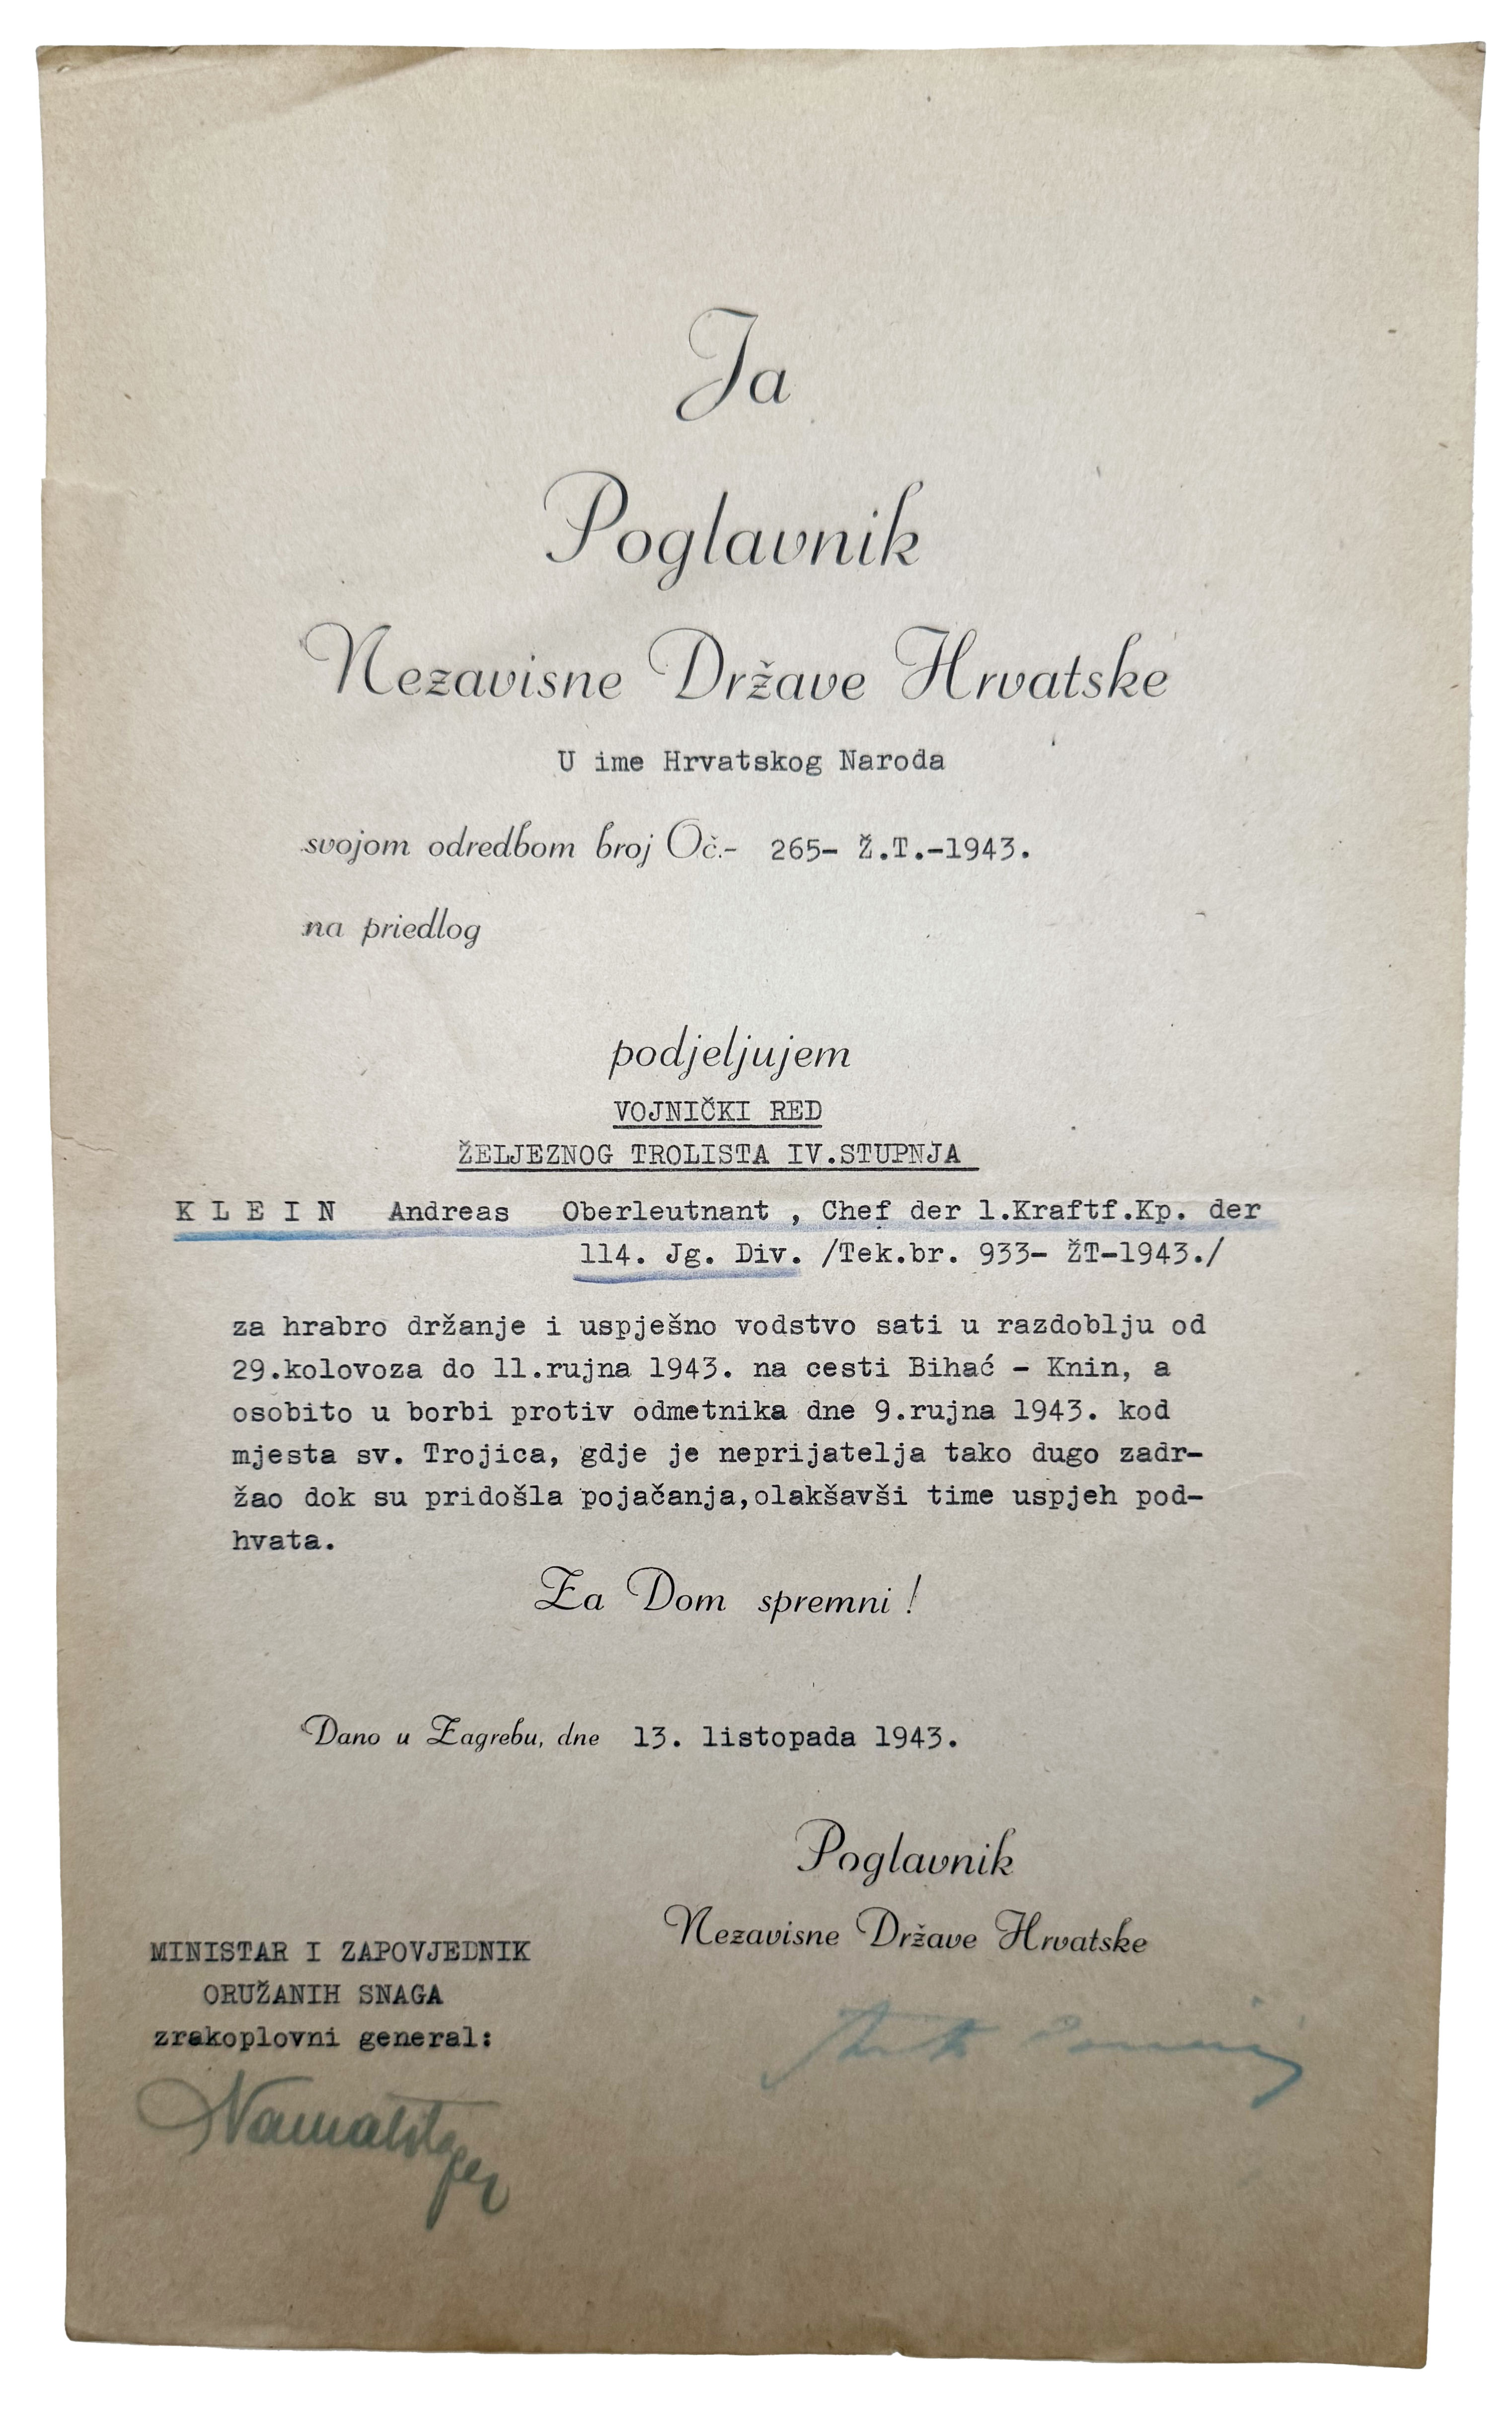 Ja
Poglavnik
Nezavisne Države Hrvatske
U ime Hrvatskog Naroda
svojom odredbom broj Oč.- 265- Ž.T.-1943.
na priedlog
podjeljujem
VOJNIČKI RED
ŽELJEZNOG TROLISTA IV.STUPNJA
K L E I N Andreas Oberleutnant , Chef der l.Kraftf.Kp. der
114. Jg. Div. /Tek.br. 933- ŽT-1943./
za hrabro držanje i uspješno vodstvo sati u razdoblju od
29.kolovoza do 11.rujna 1943. na cesti Bihać - Knin, a
osobito u borbi protiv odmetnika dne 9.rujna 1943. kod
mjesta sv. Trojica, gdje je neprijatelja tako dugo zadr-
žao dok su pridošla pojačanja,olakšavši time uspjeh pod-
hvata.
Za Dom spremni !
Dano u Zagrebu, dne 13. listopada 1943.
Poglavnik
Nezavisne Države Hrvatske
MINISTAR I ZAPOVJEDNIK
ORUŽANIH SNAGA
zrakoplovni general: